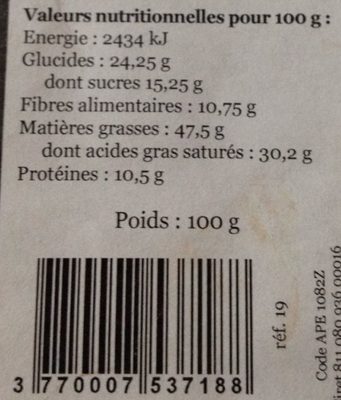 Valeurs nutritionnelles pour 100 g :
Energie : 2434 kJ
Glucides : 24,25 g
dont sucres 15,25 g
Fibres alimentaires : 10,75 g
Matières grasses : 47,5 g
dont acides gras saturés : 30,2 g
Protéines : 10,5 g
Poids : 100 g
3 770007 537188
réf. 19
Code APE 1082Z
811 080 936 00016